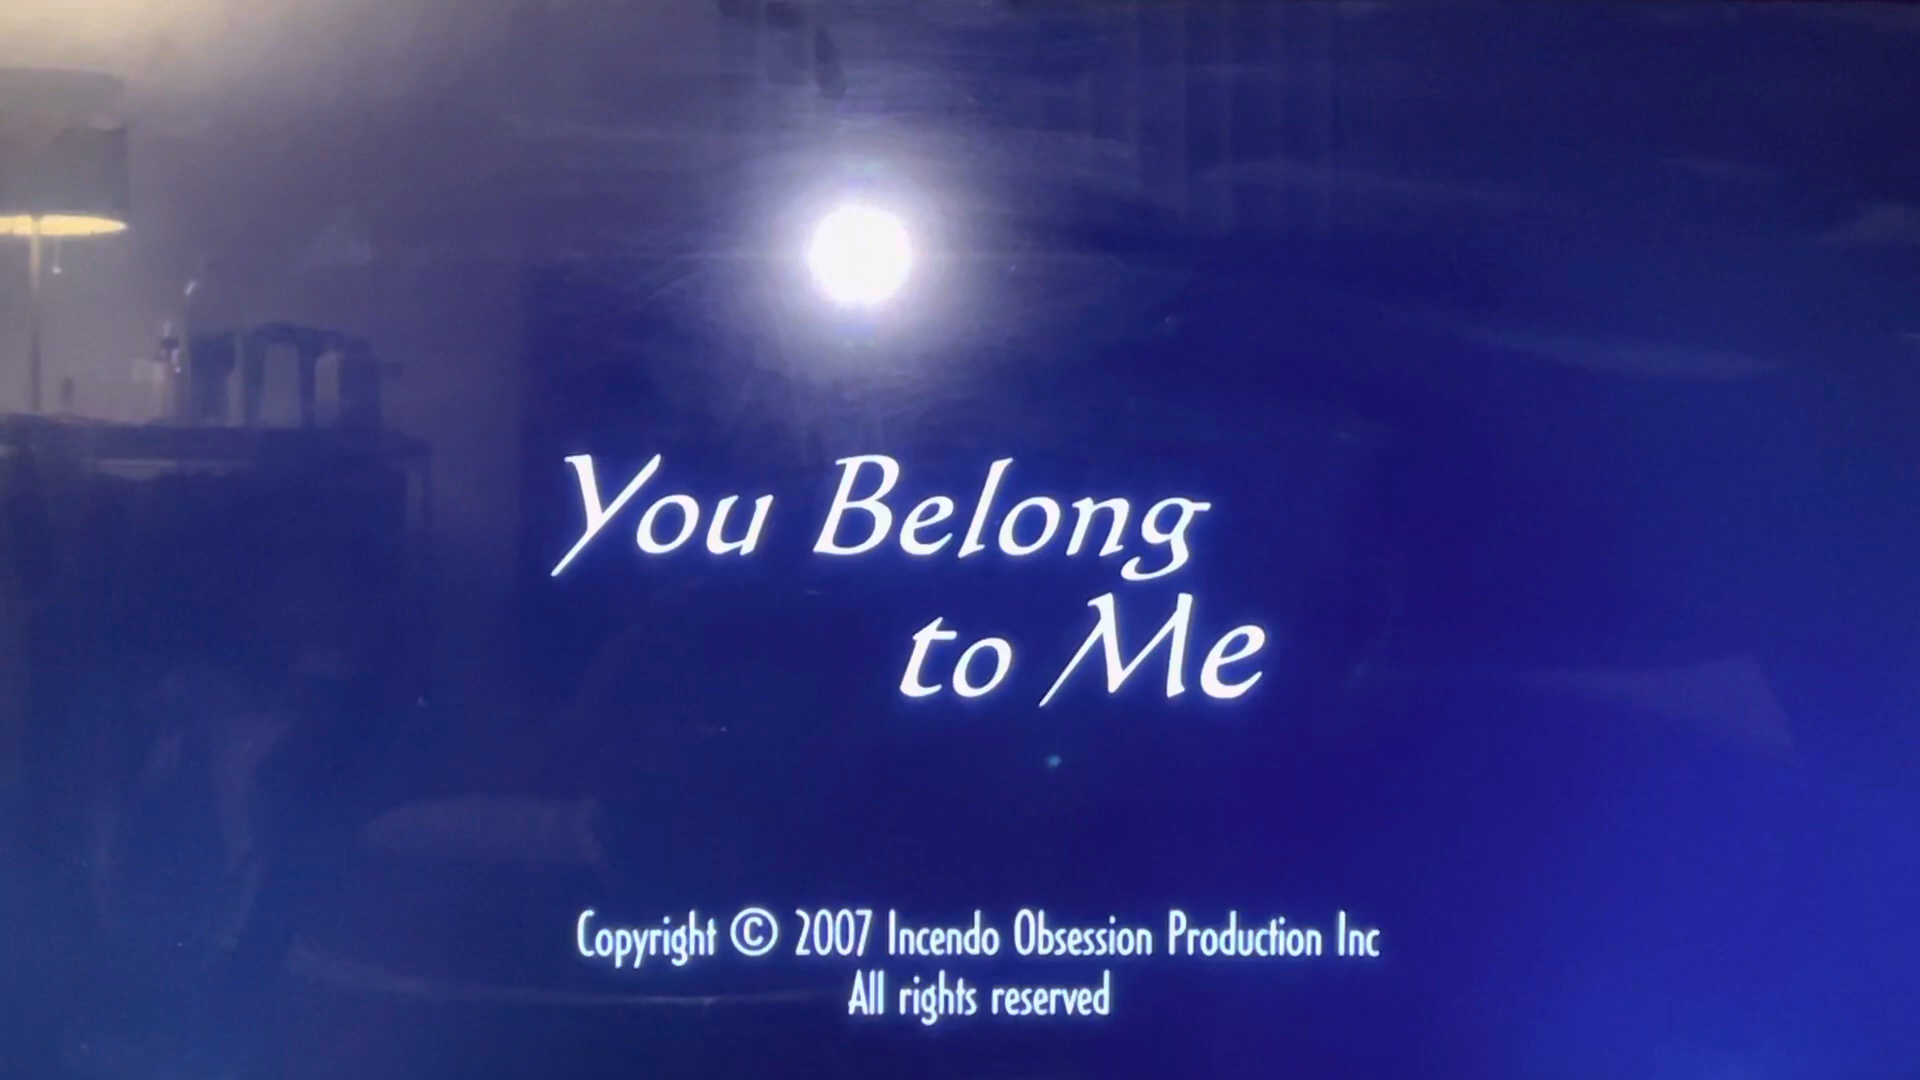 You Belong
to Me
Copyright © 2007 Incendo Obsession Production Inc
All rights reserved